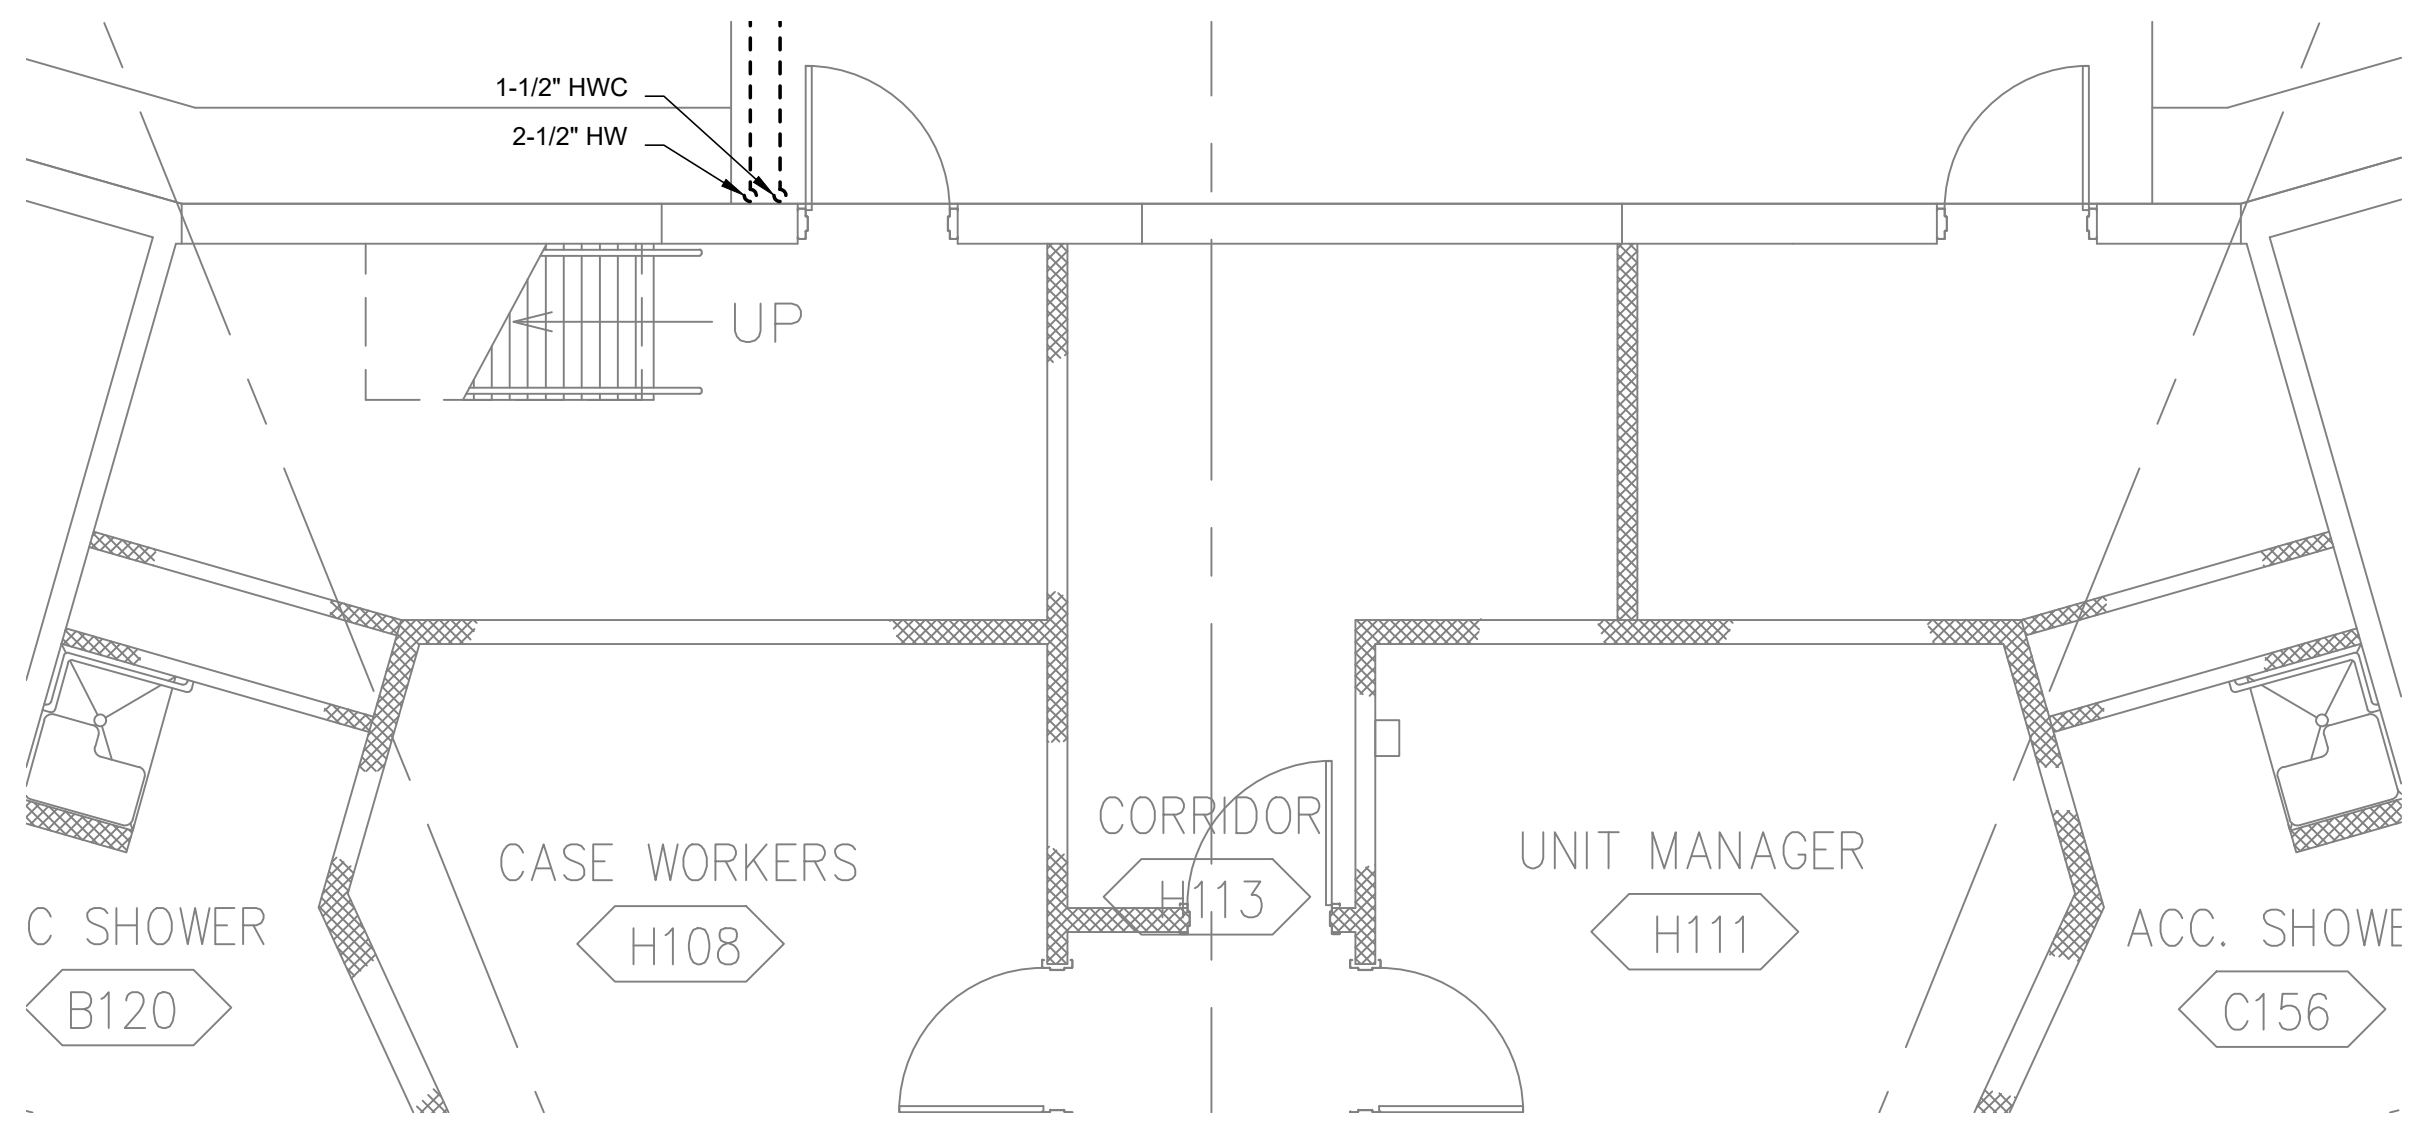 1-1/2" HWC
2-1/2" HW
UP
CORRIDOR
H113
CASE WORKERS
H108
UNIT MANAGER
H111
C SHOWER
B120
ACC. SHOWE
C156